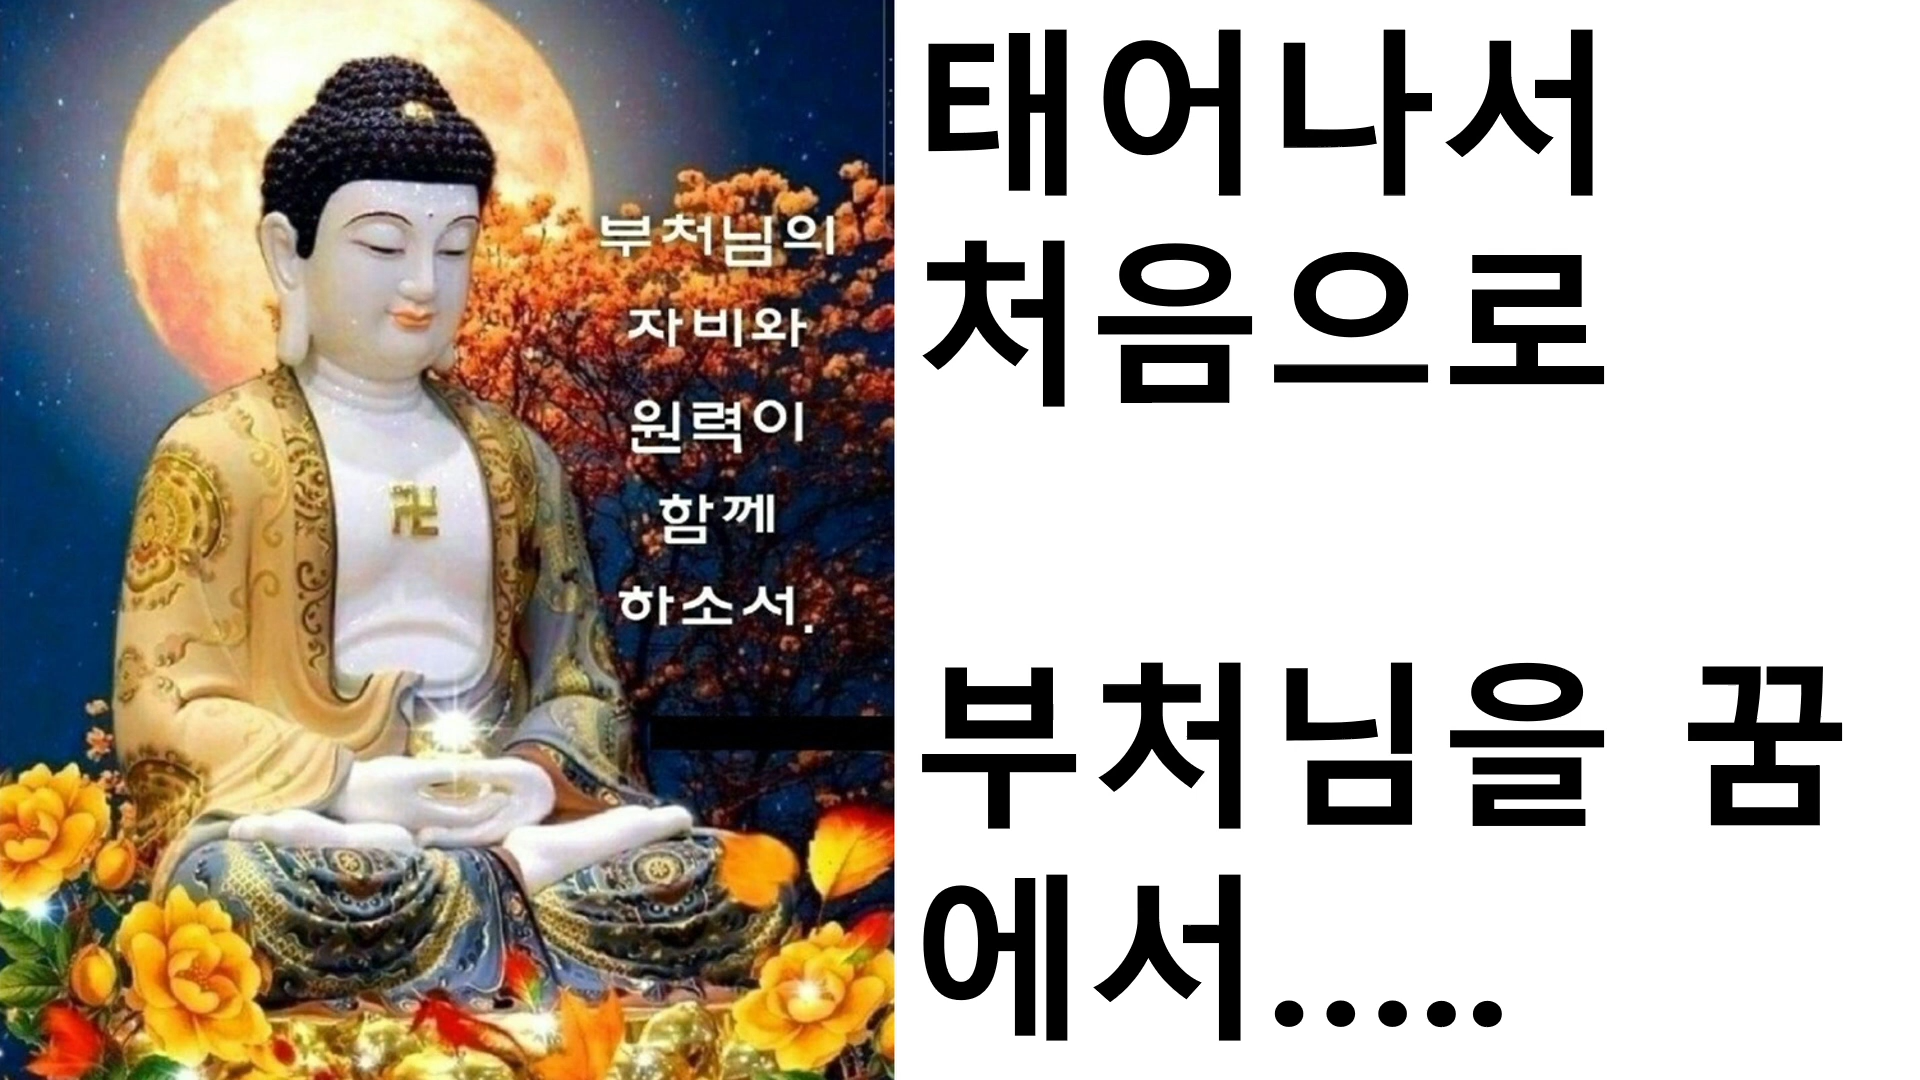 부처님의
자비와
원력이
함께
하소서.
태어나서
처음으로
부처님을 꿈
에서.....